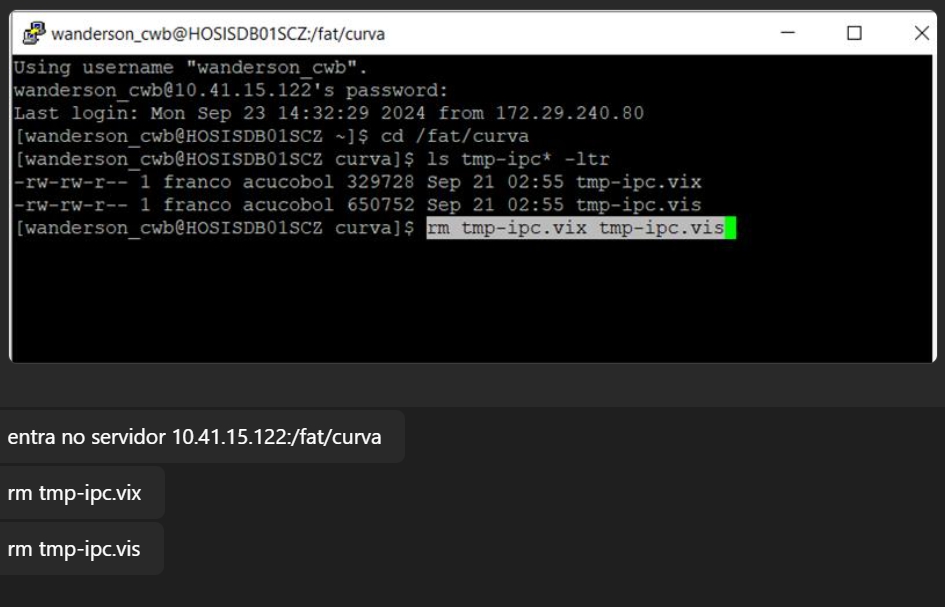 wanderson_cwb@HOSISDB01SCZ:/fat/curva
Using username "wanderson_cwb".
wanderson_cwb@10.41.15.122's password:
Last login: Mon Sep 23 14:32:29 2024 from 172.29.240.80
[wanderson_cwb@HOSISDB01SCZ ~]$ cd /fat/curva
[wanderson_cwb@HOSISDB01SCZ curva]$ ls tmp-ipc* -ltr
-rw-rw-r-- 1 franco acucobol 329728 Sep 21 02:55 tmp-ipc.vix
-rw-rw-r-- 1 franco acucobol 650752 Sep 21 02:55 tmp-ipc.vis
[wanderson_cwb@HOSISDB01SCZ curva]$ rm tmp-ipc.vix tmp-ipc.vis
entra no servidor 10.41.15.122:/fat/curva
rm tmp-ipc.vix
rm tmp-ipc.vis